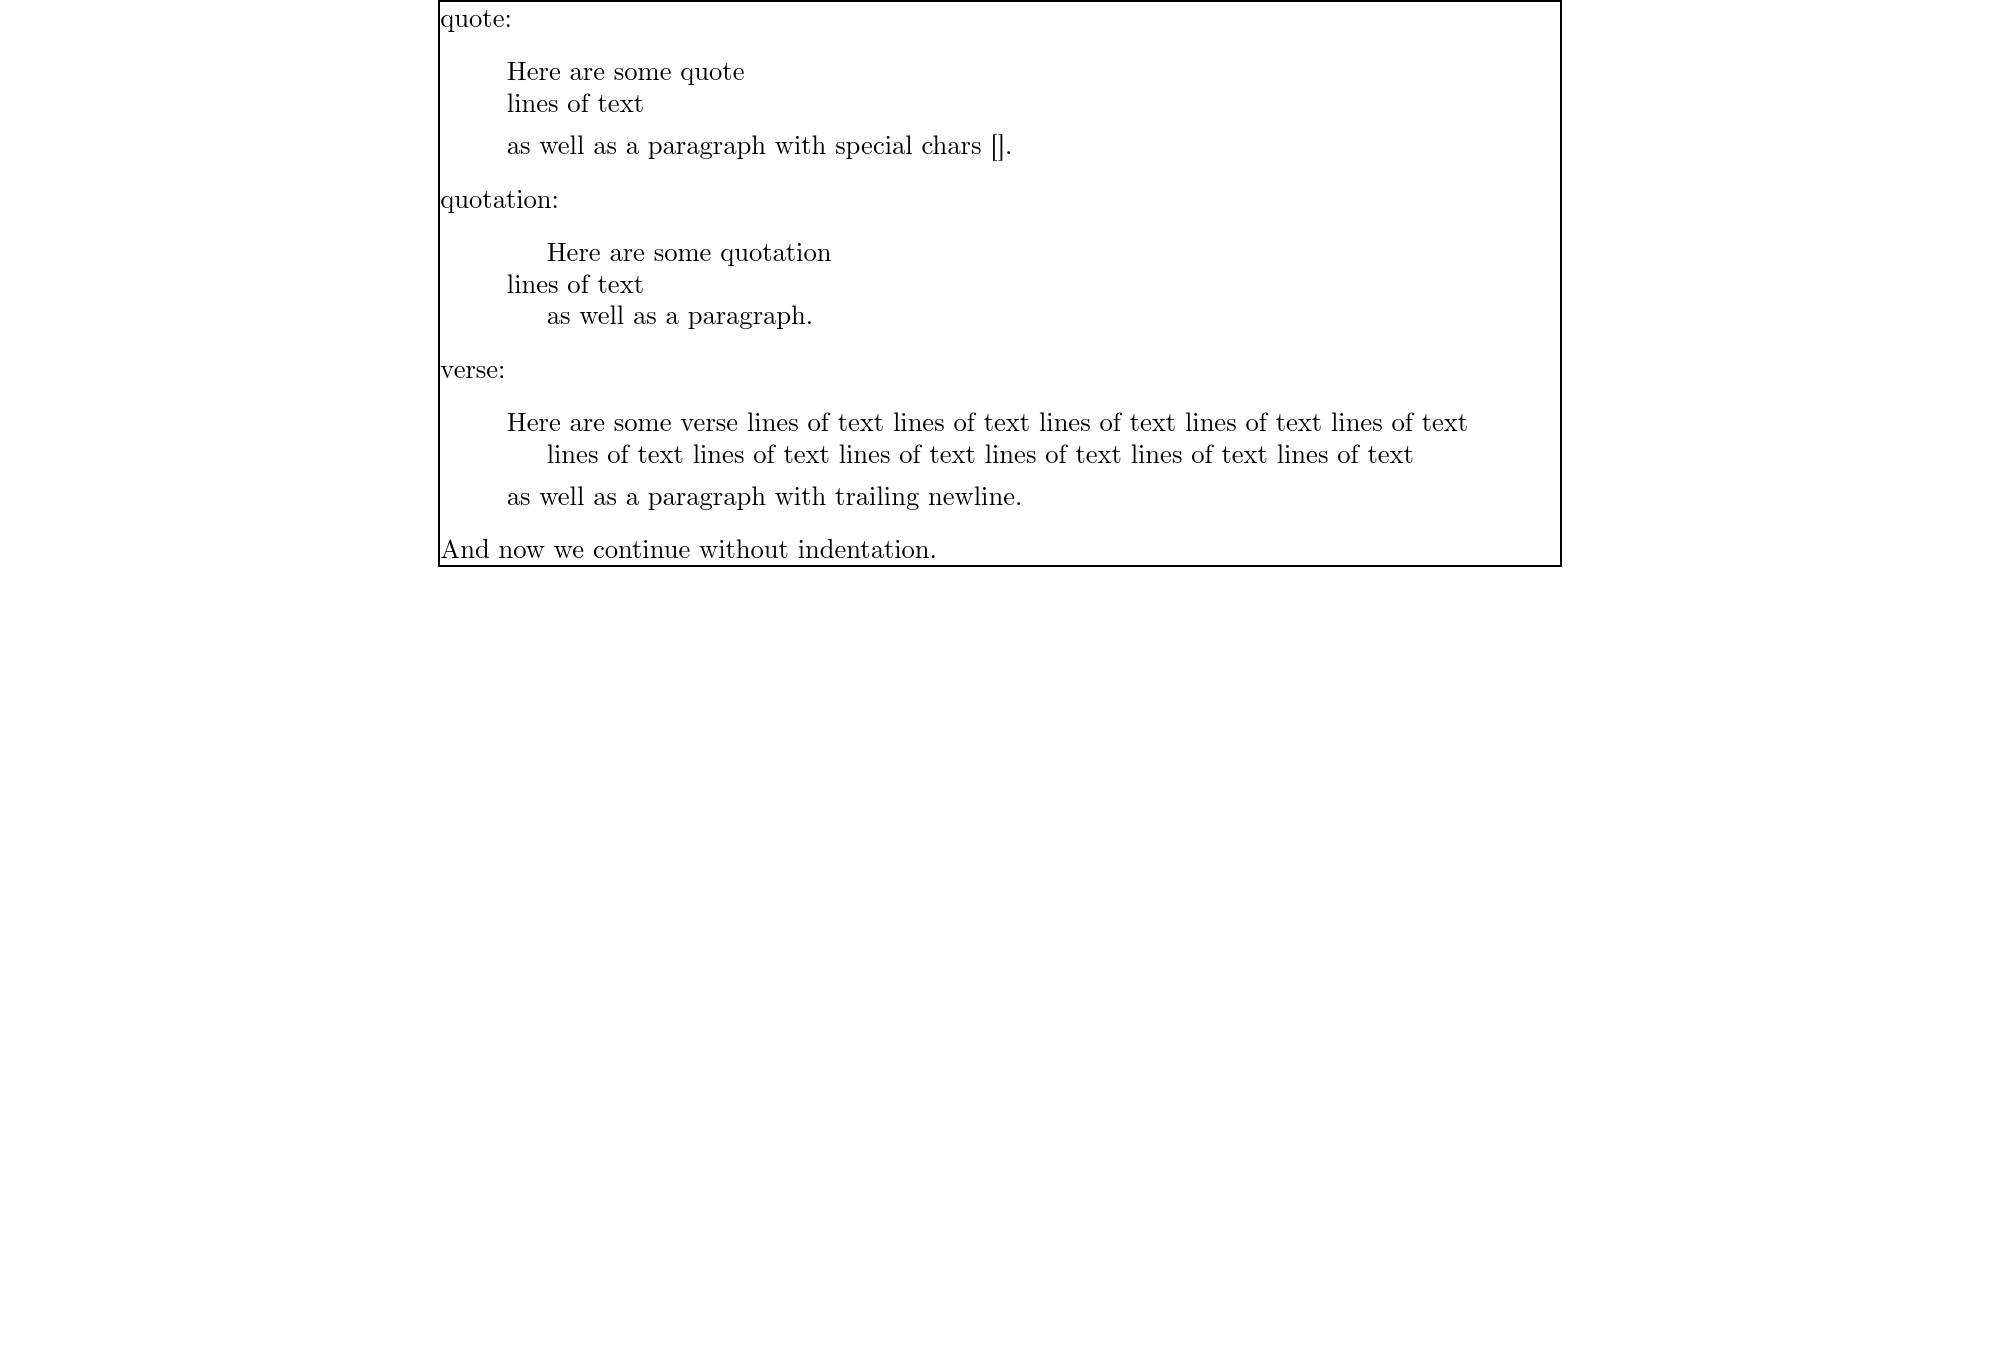 quote:
Here are some quote
lines of text
as well as a paragraph with special chars [].
quotation:
Here are some quotation
lines of text
as well as a paragraph.
verse:
Here are some verse lines of text lines of text lines of text lines of text lines of text
lines of text lines of text lines of text lines of text lines of text lines of text
as well as a paragraph with trailing newline.
And now we continue without indentation.